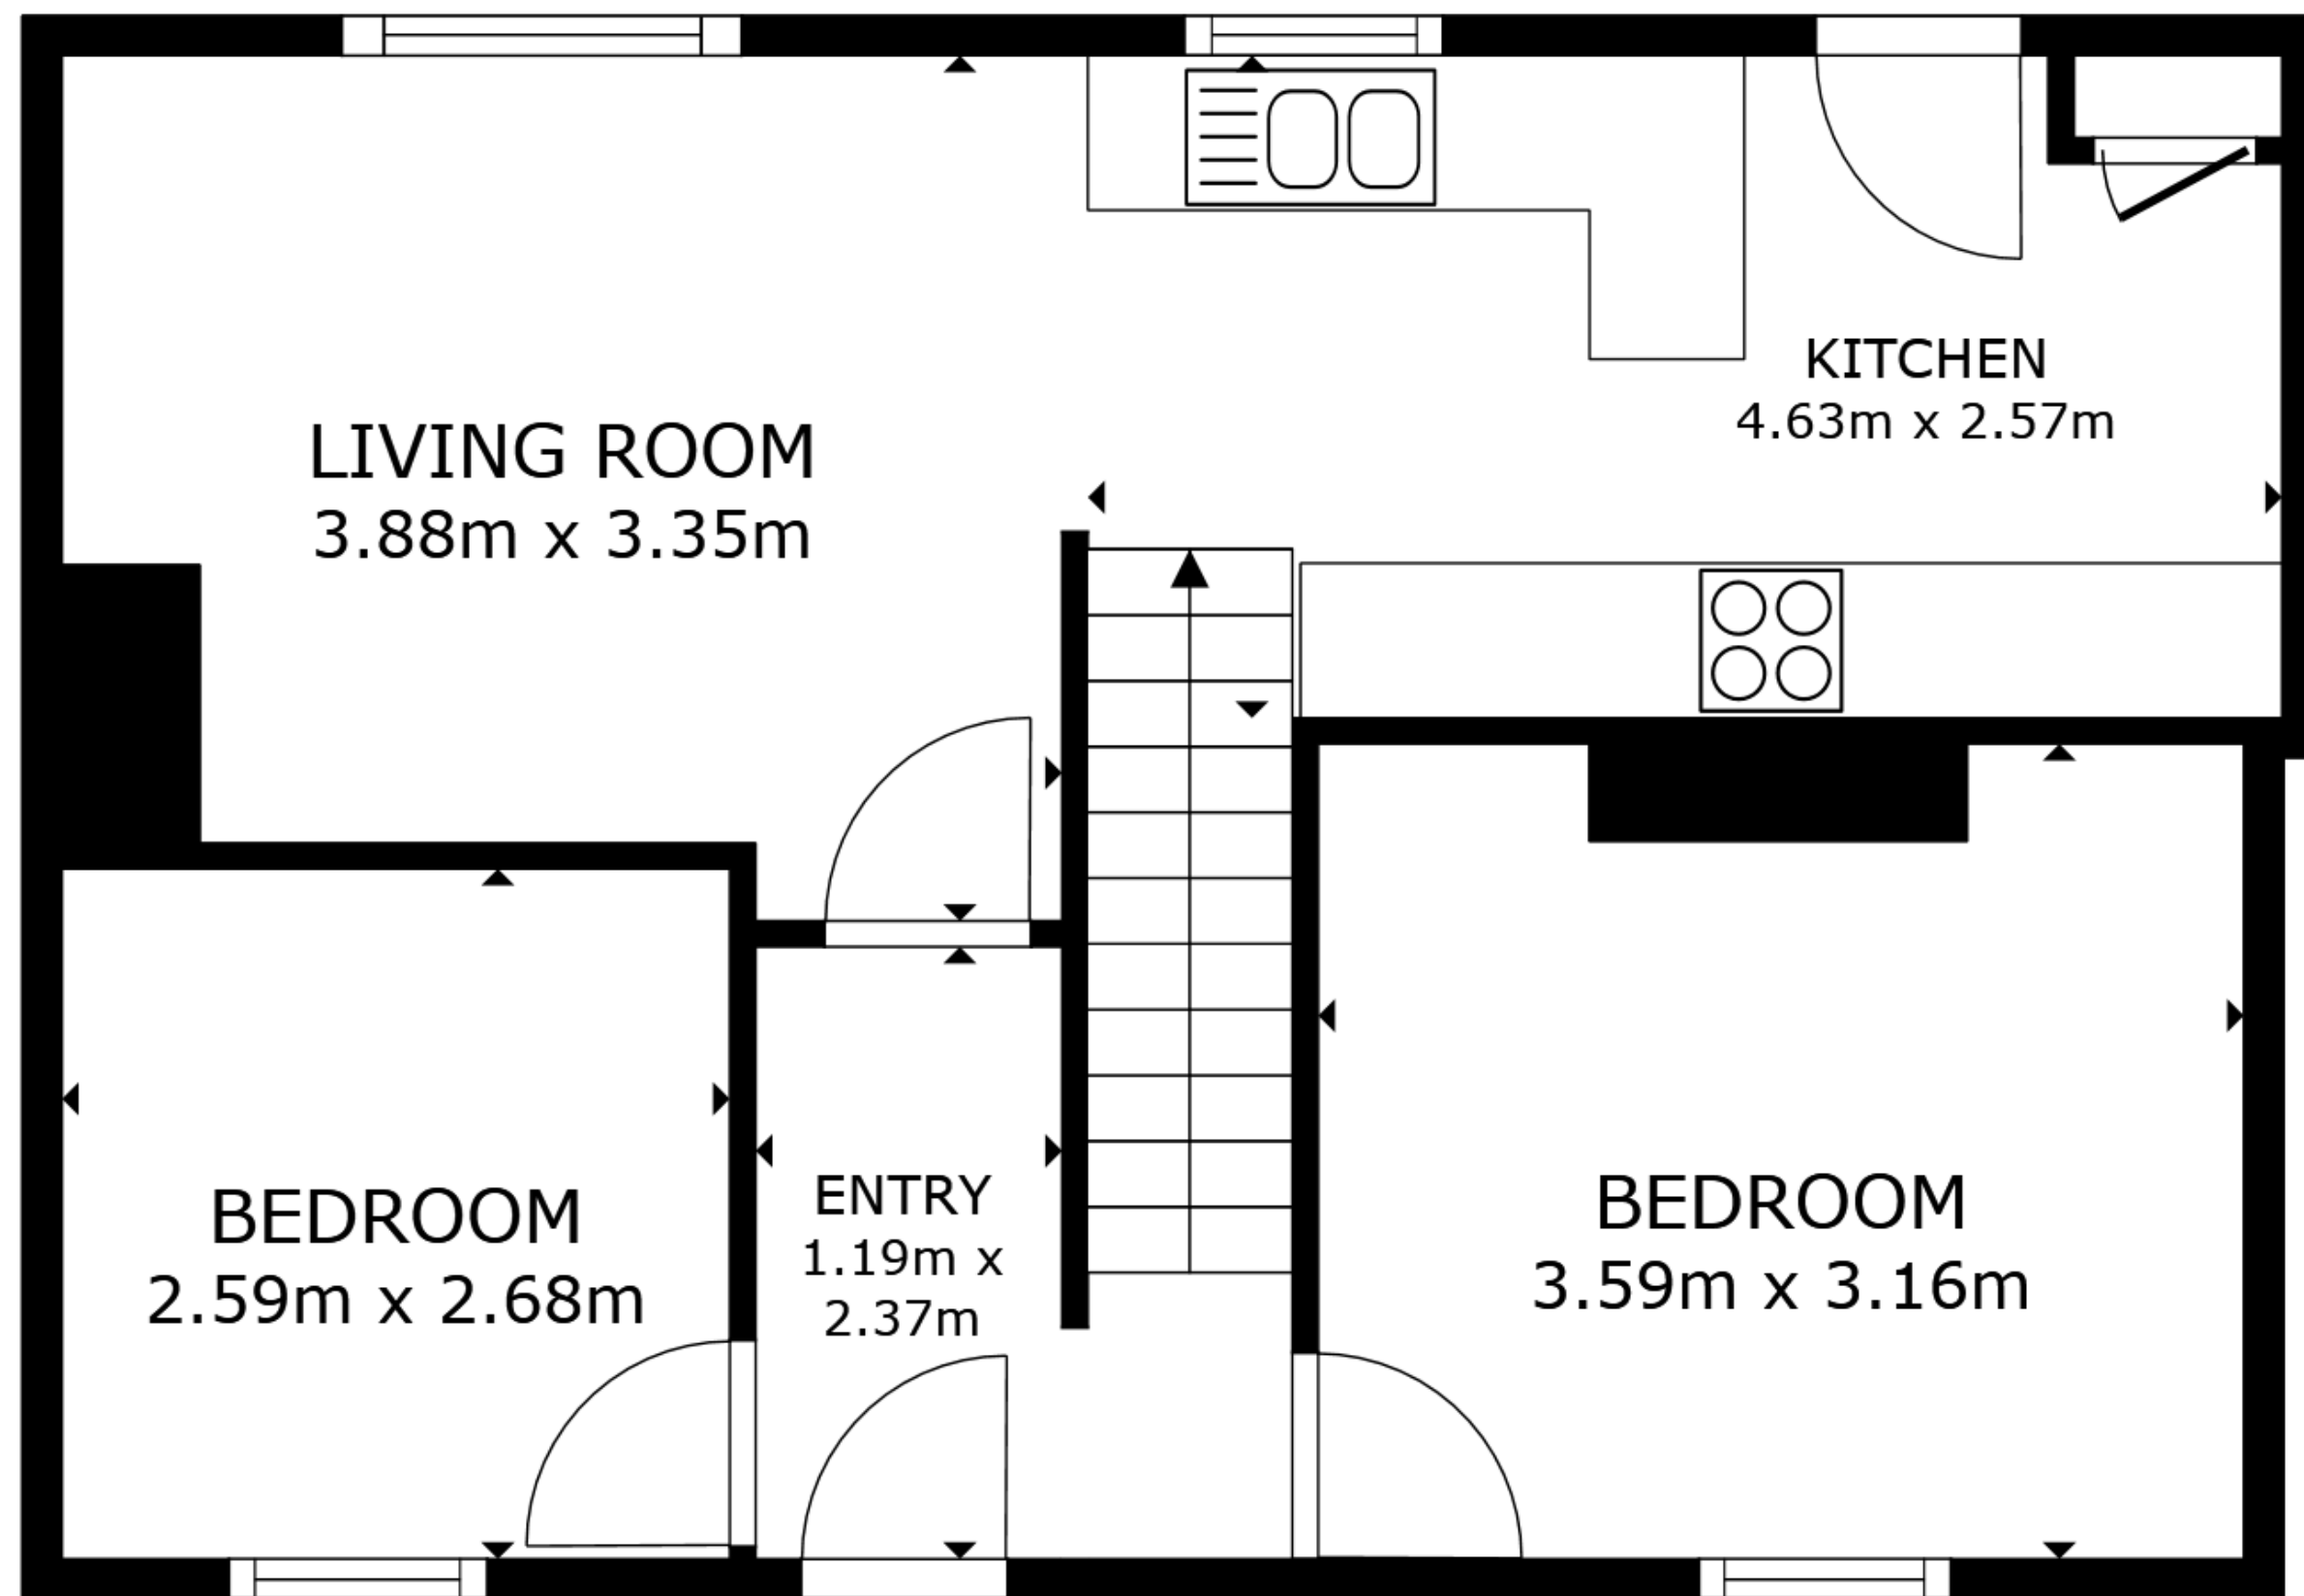 LIVING ROOM
3.88m x 3.35m
KITCHEN
4.63m x 2.57m
BEDROOM
2.59m x 2.68m
ENTRY
1.19m x
2.37m
BEDROOM
3.59m x 3.16m